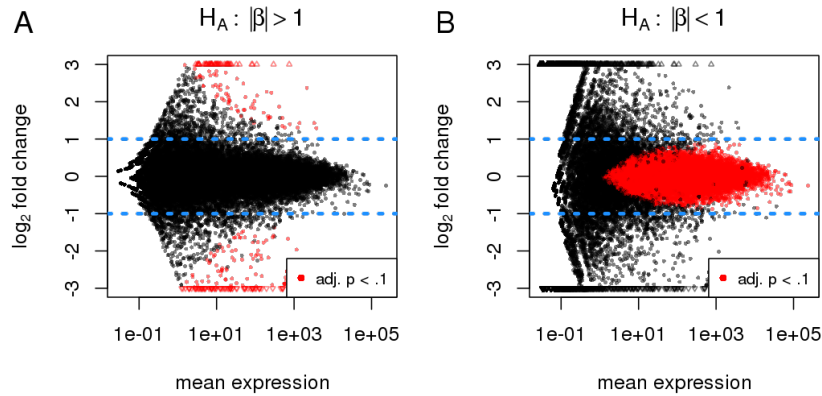 A
H_A : |β| > 1
log₂ fold change
3
2
1
0
-1
-2
-3
adj. p < .1
1e-01
1e+01
1e+03
1e+05
mean expression
B
H_A : |β| < 1
log₂ fold change
3
2
1
0
-1
-2
-3
adj. p < .1
1e-01
1e+01
1e+03
1e+05
mean expression